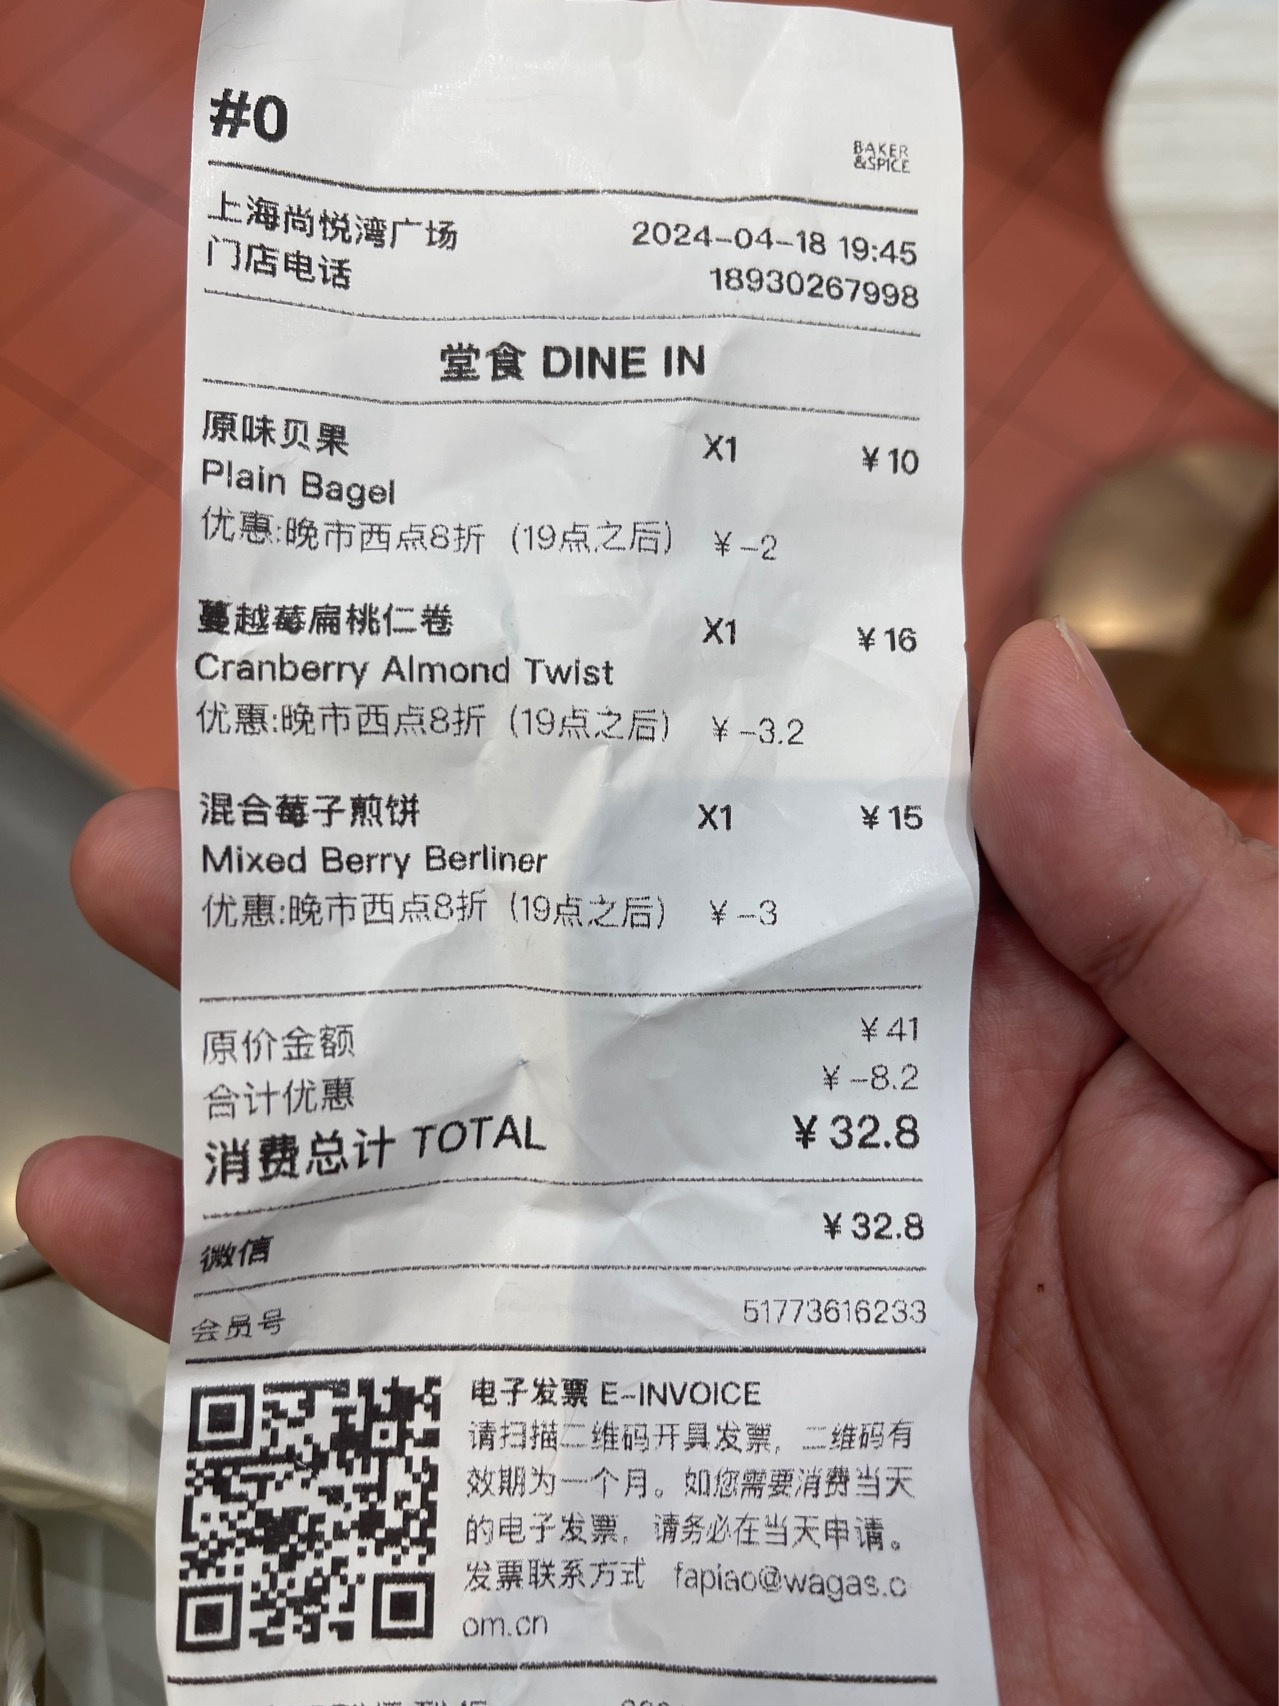 #0
BAKER
&SPICE
上海尚悦湾广场 2024-04-18 19:45
门店电话 18930267998
堂食 DINE IN
原味贝果 X1 ¥10
Plain Bagel
优惠:晚市西点8折 (19点之后) ¥-2
蔓越莓扁桃仁卷 X1 ¥16
Cranberry Almond Twist
优惠:晚市西点8折 (19点之后) ¥-3.2
混合莓子煎饼 X1 ¥15
Mixed Berry Berliner
优惠:晚市西点8折 (19点之后) ¥-3
原价金额 ¥41
合计优惠 ¥-8.2
消费总计 TOTAL ¥32.8
微信 ¥32.8
会员号 51773616233
电子发票 E-INVOICE
请扫描二维码开具发票，二维码有
效期为一个月。如您需要消费当天
的电子发票，请务必在当天申请。
发票联系方式 fapiao@wagas.c
om.cn